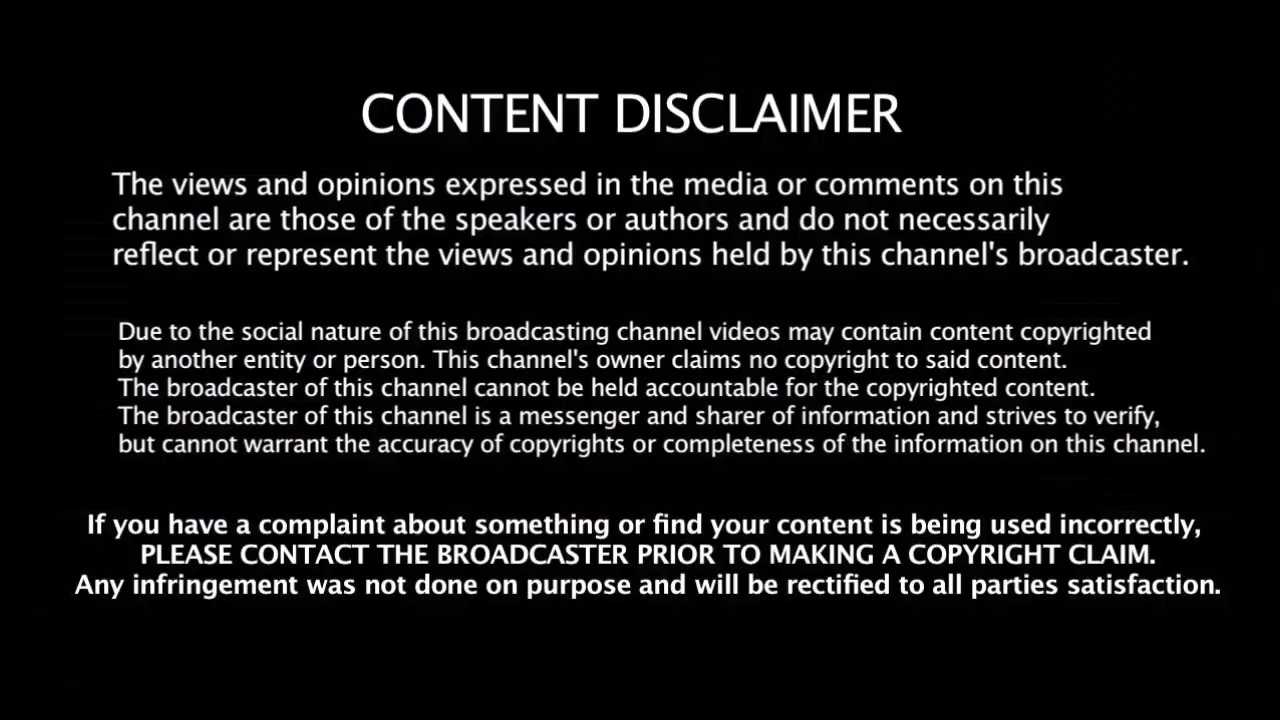 CONTENT DISCLAIMER
The views and opinions expressed in the media or comments on this
channel are those of the speakers or authors and do not necessarily
reflect or represent the views and opinions held by this channel's broadcaster.
Due to the social nature of this broadcasting channel videos may contain content copyrighted
by another entity or person. This channel's owner claims no copyright to said content.
The broadcaster of this channel cannot be held accountable for the copyrighted content.
The broadcaster of this channel is a messenger and sharer of information and strives to verify,
but cannot warrant the accuracy of copyrights or completeness of the information on this channel.
If you have a complaint about something or find your content is being used incorrectly,
PLEASE CONTACT THE BROADCASTER PRIOR TO MAKING A COPYRIGHT CLAIM.
Any infringement was not done on purpose and will be rectified to all parties satisfaction.